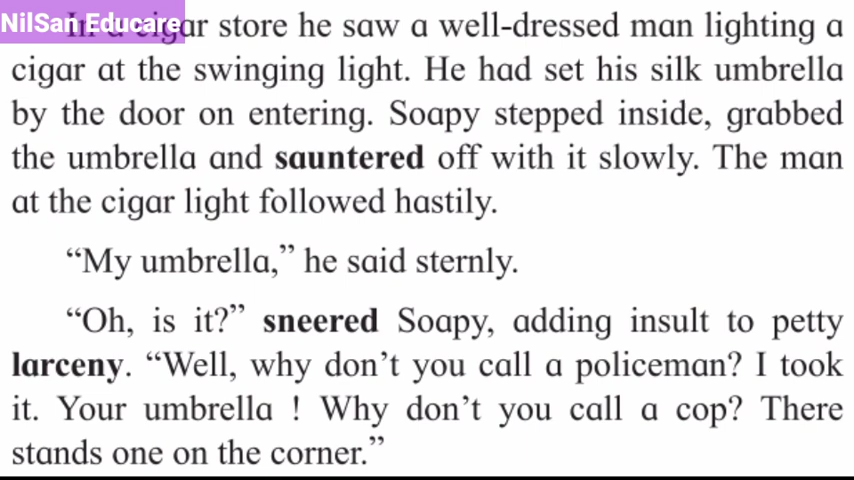 NilSan Educare
In a cigar store he saw a well-dressed man lighting a
cigar at the swinging light. He had set his silk umbrella
by the door on entering. Soapy stepped inside, grabbed
the umbrella and sauntered off with it slowly. The man
at the cigar light followed hastily.
“My umbrella,” he said sternly.
“Oh, is it?” sneered Soapy, adding insult to petty
larceny. “Well, why don’t you call a policeman? I took
it. Your umbrella ! Why don’t you call a cop? There
stands one on the corner.”